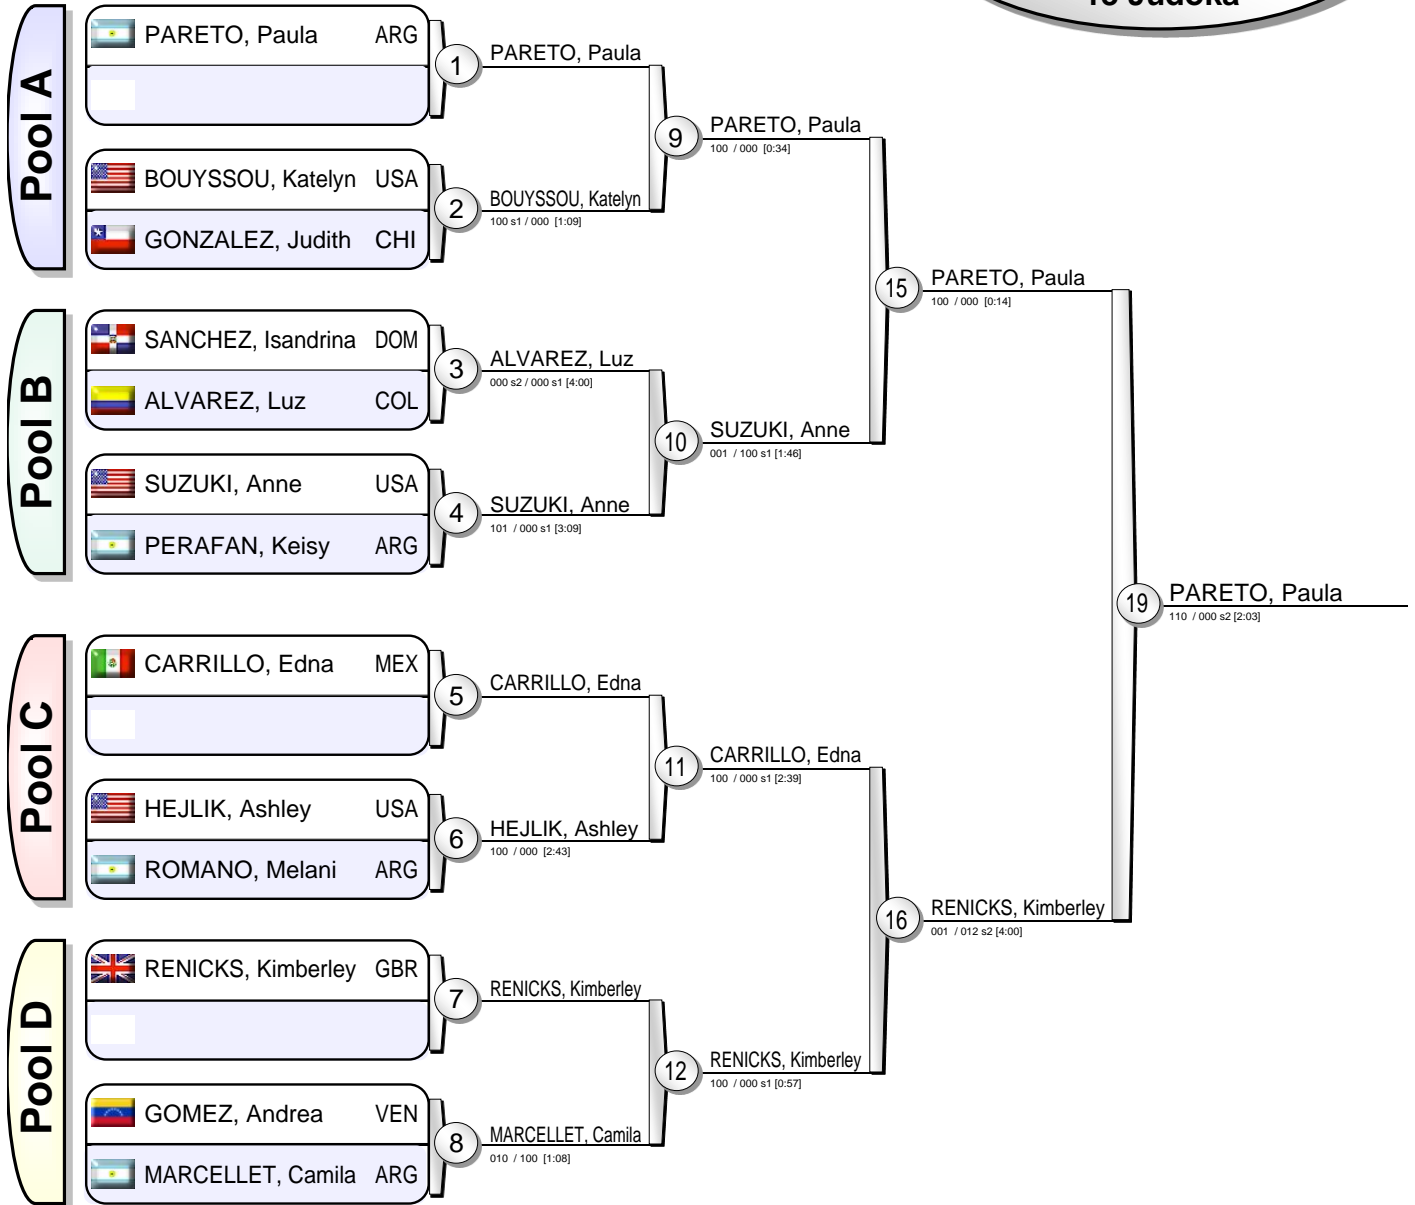 13 Judoka
Pool A
PARETO, Paula ARG
BOUYSSOU, Katelyn USA
GONZALEZ, Judith CHI
Pool B
SANCHEZ, Isandrina DOM
ALVAREZ, Luz COL
SUZUKI, Anne USA
PERAFAN, Keisy ARG
Pool C
CARRILLO, Edna MEX
HEJLIK, Ashley USA
ROMANO, Melani ARG
Pool D
RENICKS, Kimberley GBR
GOMEZ, Andrea VEN
MARCELLET, Camila ARG
1 PARETO, Paula
2 BOUYSSOU, Katelyn
100 s1 / 000 [1:09]
3 ALVAREZ, Luz
000 s2 / 000 s1 [4:00]
4 SUZUKI, Anne
101 / 000 s1 [3:09]
5 CARRILLO, Edna
6 HEJLIK, Ashley
100 / 000 [2:43]
7 RENICKS, Kimberley
8 MARCELLET, Camila
010 / 100 [1:08]
9 PARETO, Paula
100 / 000 [0:34]
10 SUZUKI, Anne
001 / 100 s1 [1:46]
11 CARRILLO, Edna
100 / 000 s1 [2:39]
12 RENICKS, Kimberley
100 / 000 s1 [0:57]
15 PARETO, Paula
100 / 000 [0:14]
16 RENICKS, Kimberley
001 / 012 s2 [4:00]
19 PARETO, Paula
110 / 000 s2 [2:03]